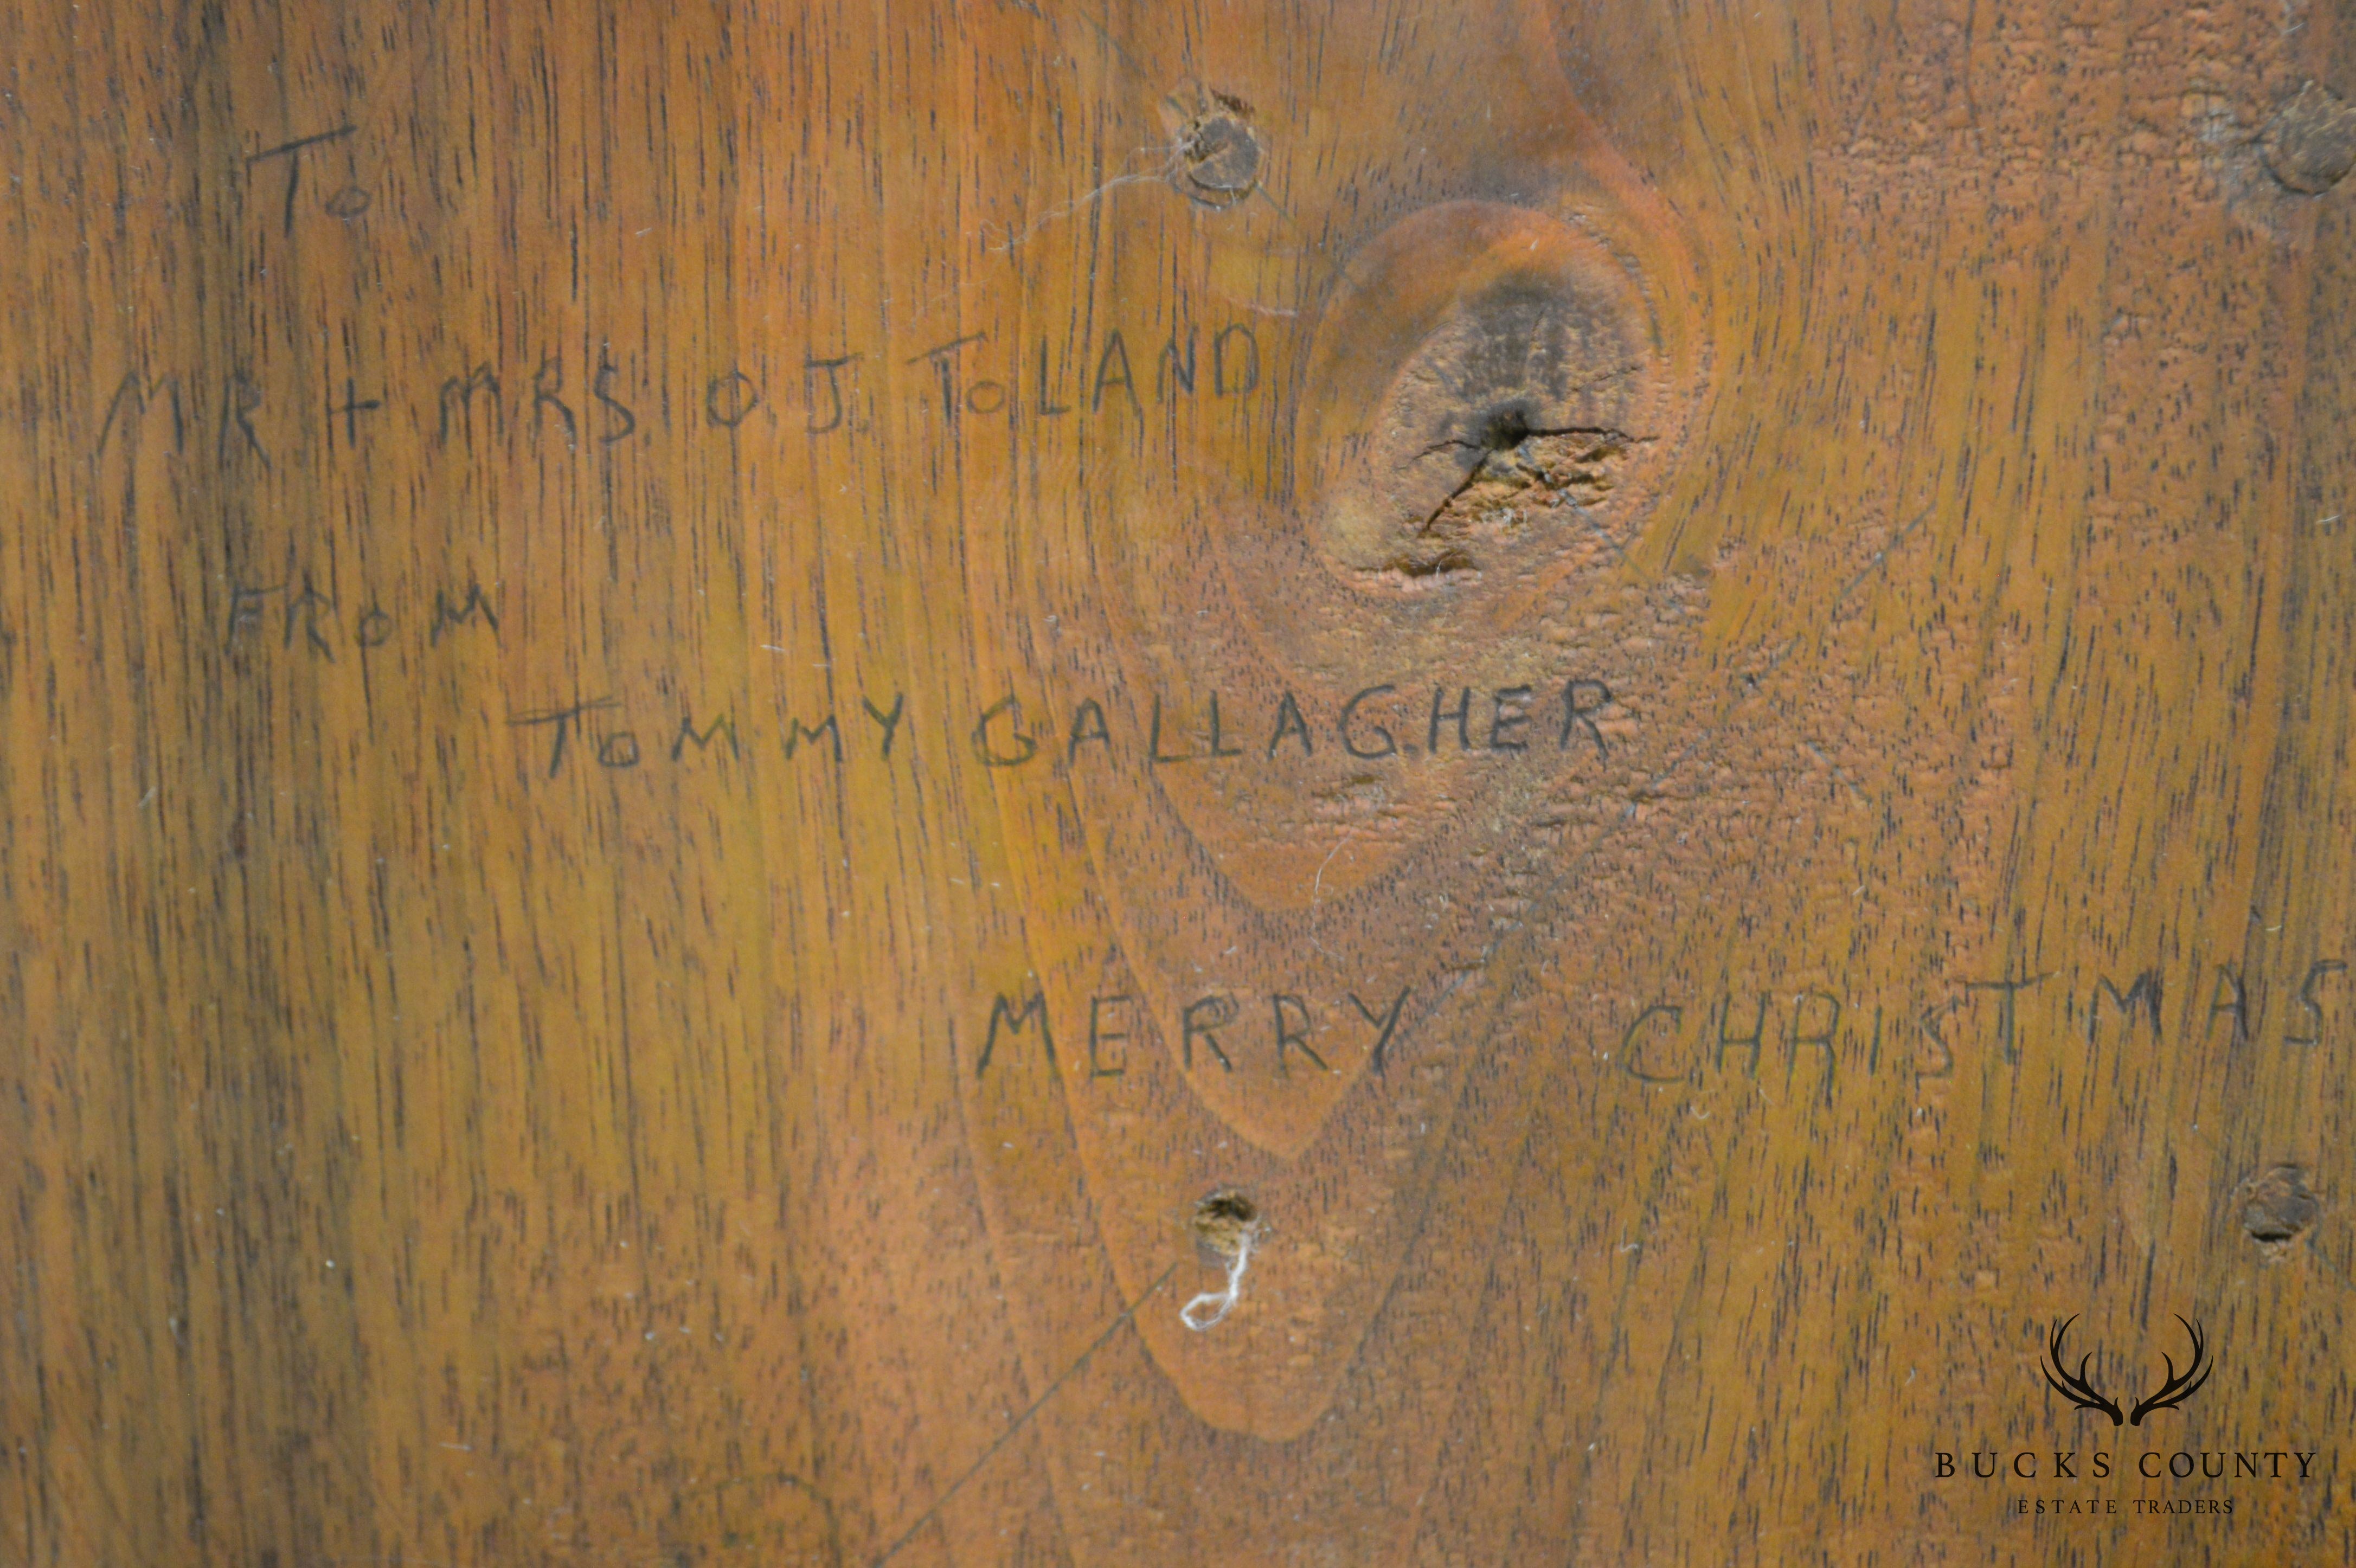 To
MR + MRS O.J. ToLAND
FRoM
ToMMY GALLAGHER
MERRY CHRISTMAS
BUCKS COUNTY
ESTATE TRADERS